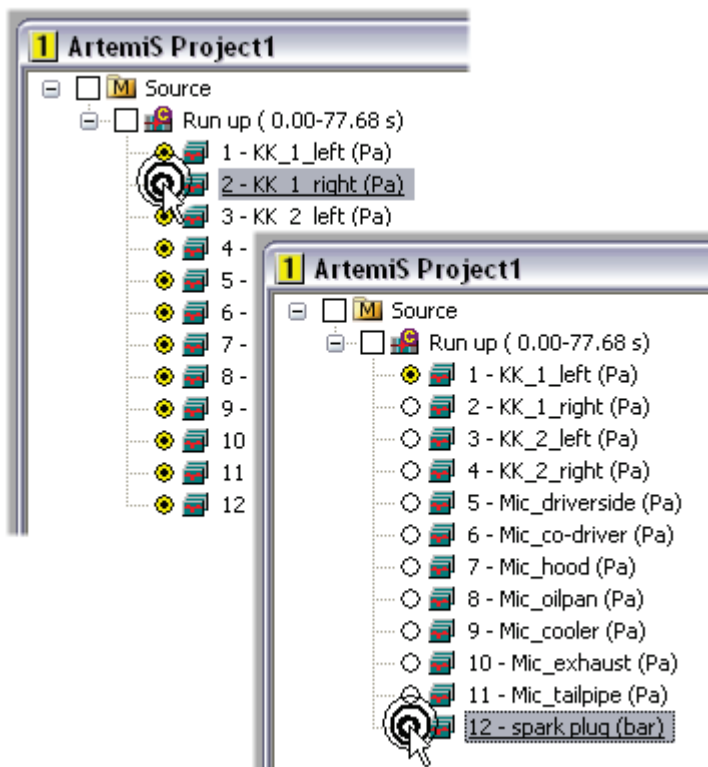 1 ArtemiS Project1
M Source
C Run up ( 0.00-77.68 s)
1 - KK_1_left (Pa)
2 - KK_1_right (Pa)
3 - KK_2_left (Pa)
4 -
5 -
6 -
7 -
8 -
9 -
10
11
12
1 ArtemiS Project1
M Source
C Run up ( 0.00-77.68 s)
1 - KK_1_left (Pa)
2 - KK_1_right (Pa)
3 - KK_2_left (Pa)
4 - KK_2_right (Pa)
5 - Mic_driverside (Pa)
6 - Mic_co-driver (Pa)
7 - Mic_hood (Pa)
8 - Mic_oilpan (Pa)
9 - Mic_cooler (Pa)
10 - Mic_exhaust (Pa)
11 - Mic_tailpipe (Pa)
12 - spark plug (bar)